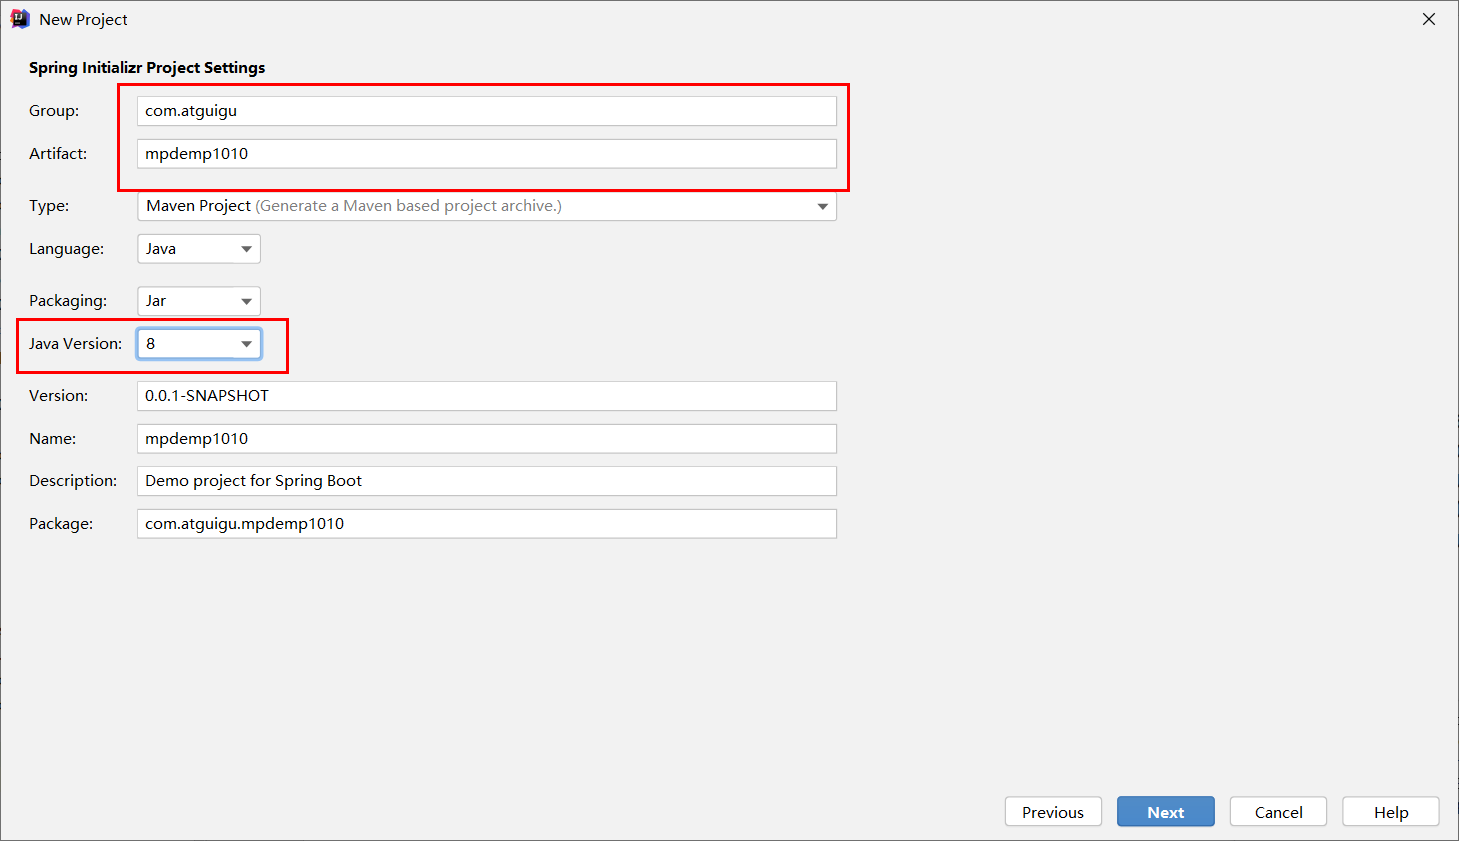 New Project
Spring Initializr Project Settings
Group: com.atguigu
Artifact: mpdemp1010
Type: Maven Project (Generate a Maven based project archive.)
Language: Java
Packaging: Jar
Java Version: 8
Version: 0.0.1-SNAPSHOT
Name: mpdemp1010
Description: Demo project for Spring Boot
Package: com.atguigu.mpdemp1010
Previous Next Cancel Help